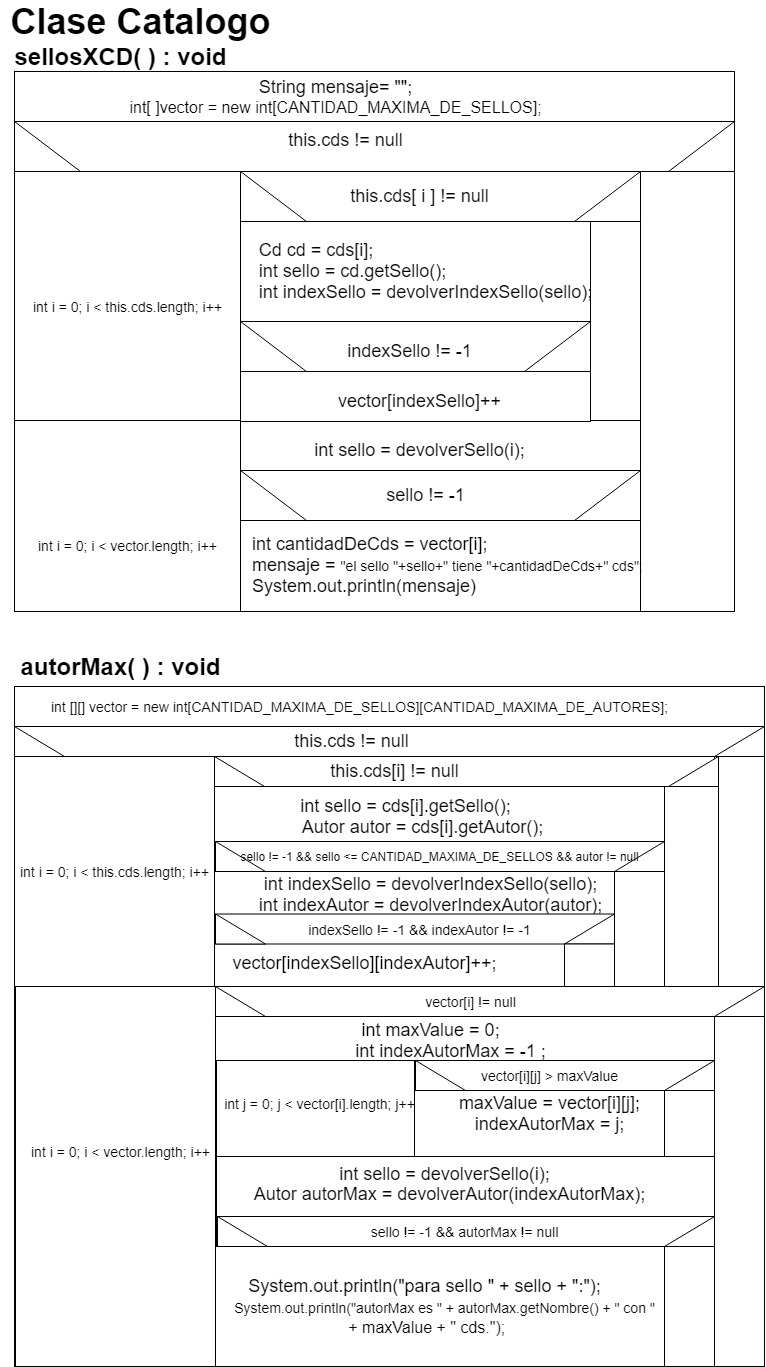 Clase Catalogo
sellosXCD( ) : void
String mensaje= "";
int[ ]vector = new int[CANTIDAD_MAXIMA_DE_SELLOS];
this.cds != null
int i = 0; i < this.cds.length; i++
this.cds[ i ] != null
Cd cd = cds[i];
int sello = cd.getSello();
int indexSello = devolverIndexSello(sello);
indexSello != -1
vector[indexSello]++
int i = 0; i < vector.length; i++
int sello = devolverSello(i);
sello != -1
int cantidadDeCds = vector[i];
mensaje = "el sello "+sello+" tiene "+cantidadDeCds+" cds"
System.out.println(mensaje)
autorMax( ) : void
int [][] vector = new int[CANTIDAD_MAXIMA_DE_SELLOS][CANTIDAD_MAXIMA_DE_AUTORES];
this.cds != null
int i = 0; i < this.cds.length; i++
this.cds[i] != null
int sello = cds[i].getSello();
Autor autor = cds[i].getAutor();
sello != -1 && sello <= CANTIDAD_MAXIMA_DE_SELLOS && autor != null
int indexSello = devolverIndexSello(sello);
int indexAutor = devolverIndexAutor(autor);
indexSello != -1 && indexAutor != -1
vector[indexSello][indexAutor]++;
int i = 0; i < vector.length; i++
vector[i] != null
int maxValue = 0;
int indexAutorMax = -1 ;
int j = 0; j < vector[i].length; j++
vector[i][j] > maxValue
maxValue = vector[i][j];
indexAutorMax = j;
int sello = devolverSello(i);
Autor autorMax = devolverAutor(indexAutorMax);
sello != -1 && autorMax != null
System.out.println("para sello " + sello + ":");
System.out.println("autorMax es " + autorMax.getNombre() + " con "
+ maxValue + " cds.");